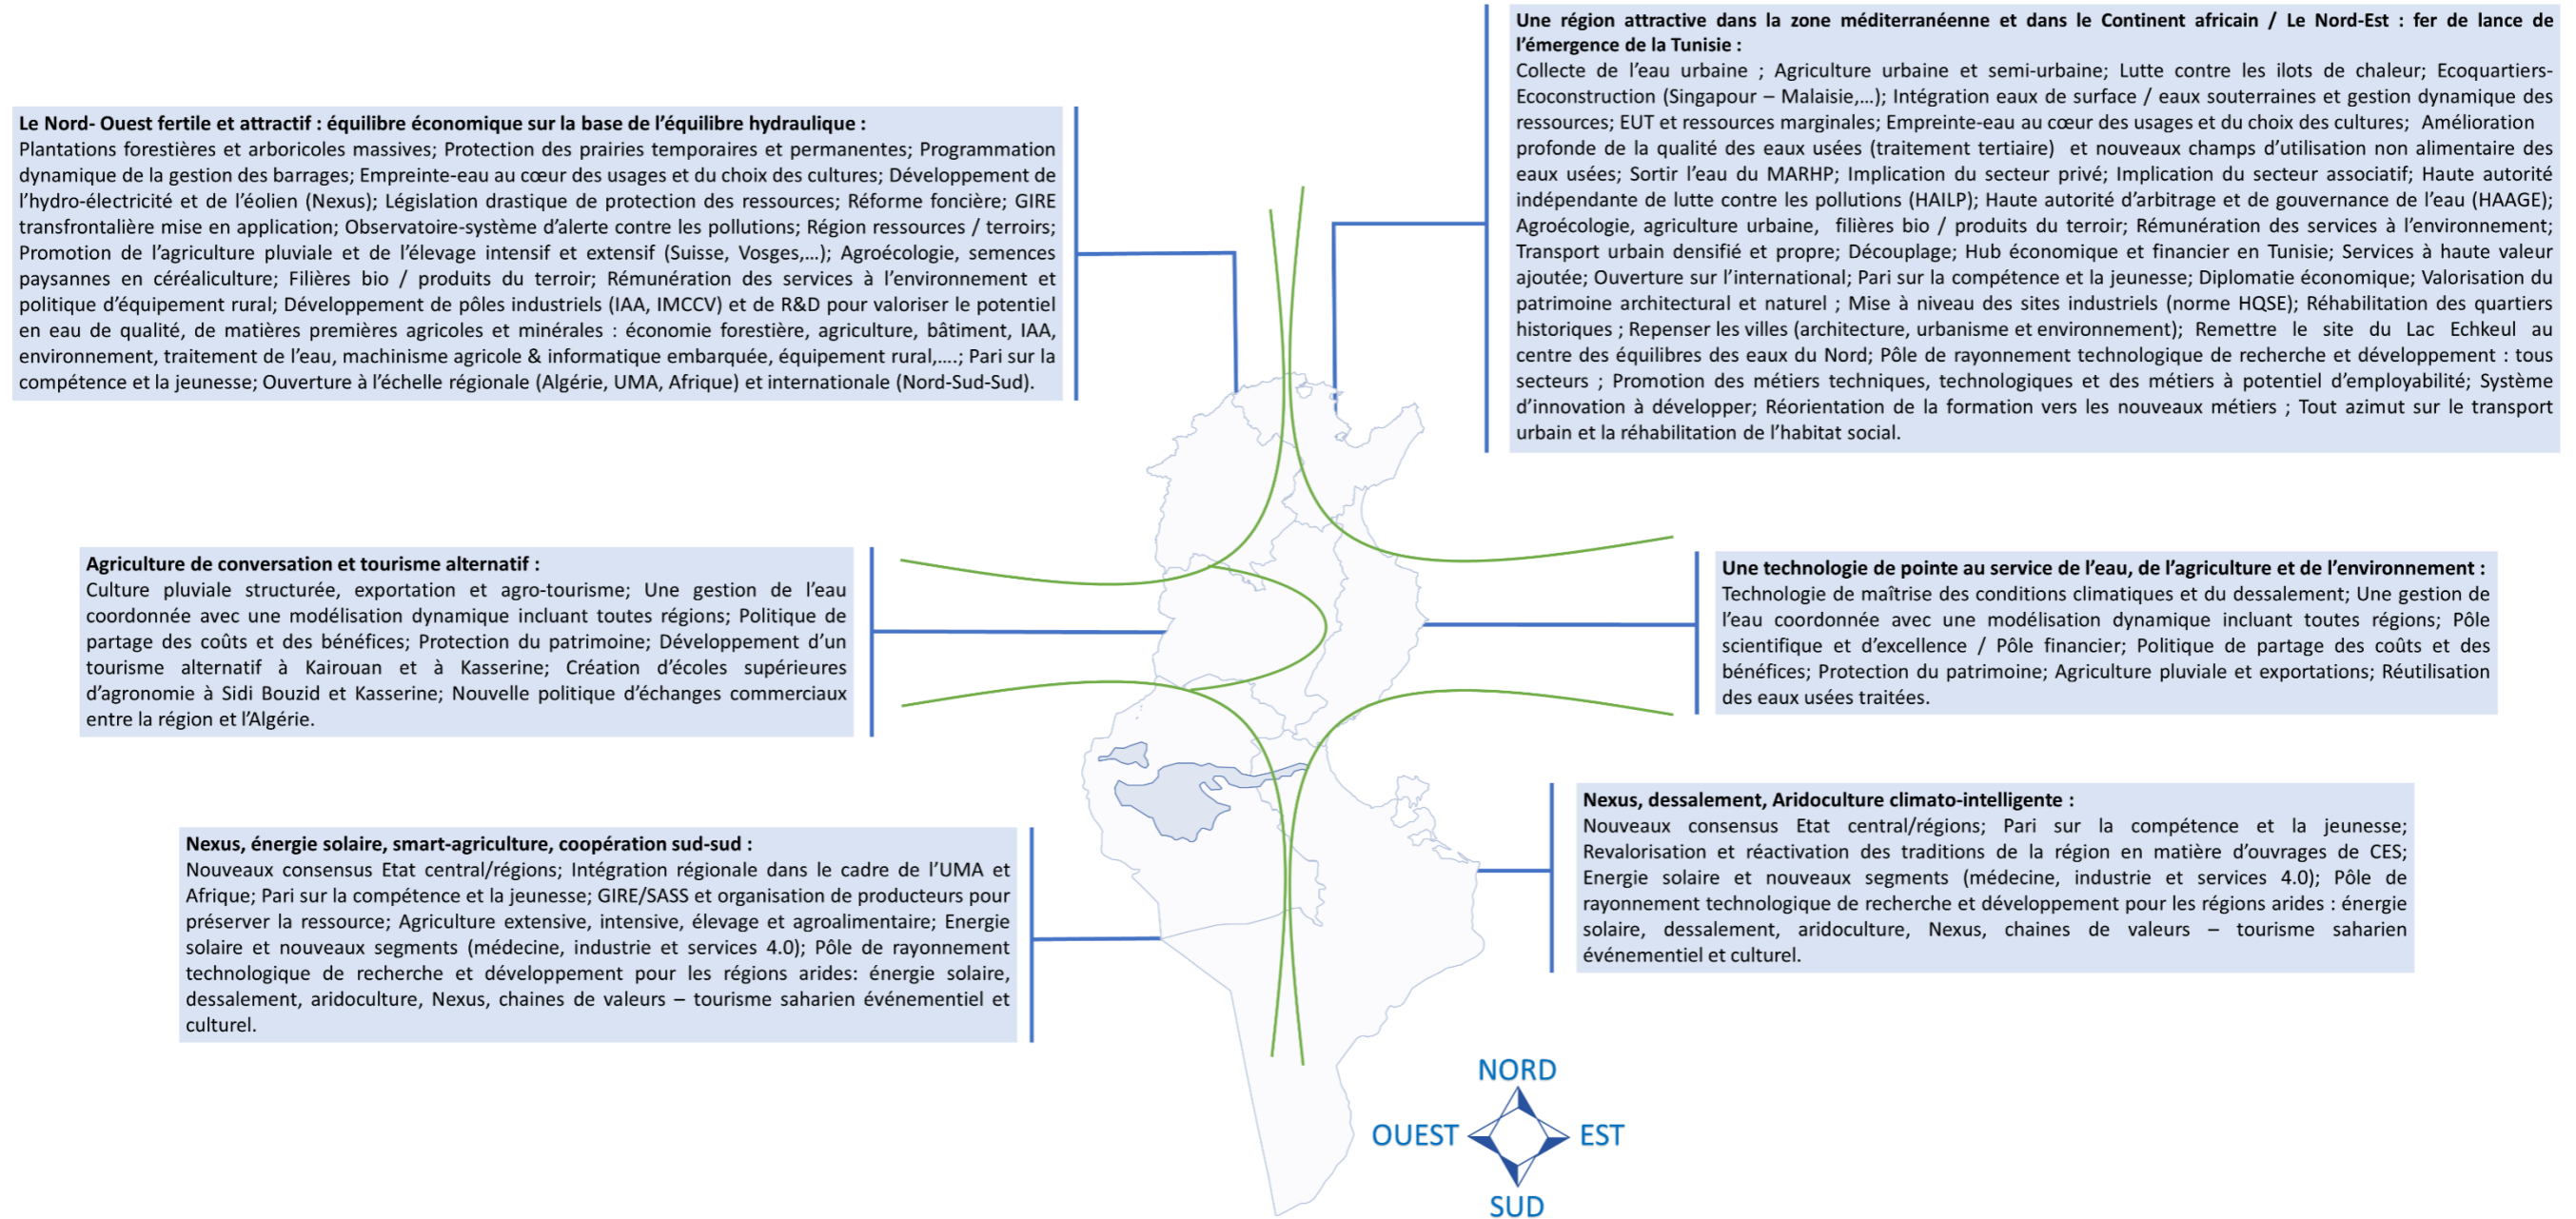 Le Nord- Ouest fertile et attractif : équilibre économique sur la base de l’équilibre hydraulique :
Plantations forestières et arboricoles massives; Protection des prairies temporaires et permanentes; Programmation
dynamique de la gestion des barrages; Empreinte-eau au cœur des usages et du choix des cultures; Développement de
l’hydro-électricité et de l’éolien (Nexus); Législation drastique de protection des ressources; Réforme foncière; GIRE
transfrontalière mise en application; Observatoire-système d’alerte contre les pollutions; Région ressources / terroirs;
Promotion de l’agriculture pluviale et de l’élevage intensif et extensif (Suisse, Vosges,...); Agroécologie, semences
paysannes en céréaliculture; Filières bio / produits du terroir; Rémunération des services à l’environnement et
politique d’équipement rural; Développement de pôles industriels (IAA, IMCCV) et de R&D pour valoriser le potentiel
en eau de qualité, de matières premières agricoles et minérales : économie forestière, agriculture, bâtiment, IAA,
environnement, traitement de l’eau, machinisme agricole & informatique embarquée, équipement rural,....; Pari sur la
compétence et la jeunesse; Ouverture à l’échelle régionale (Algérie, UMA, Afrique) et internationale (Nord-Sud-Sud).
Une région attractive dans la zone méditerranéenne et dans le Continent africain / Le Nord-Est : fer de lance de
l’émergence de la Tunisie :
Collecte de l’eau urbaine ; Agriculture urbaine et semi-urbaine; Lutte contre les ilots de chaleur; Ecoquartiers-
Ecoconstruction (Singapour – Malaisie,...); Intégration eaux de surface / eaux souterraines et gestion dynamique des
ressources; EUT et ressources marginales; Empreinte-eau au cœur des usages et du choix des cultures; Amélioration
profonde de la qualité des eaux usées (traitement tertiaire) et nouveaux champs d’utilisation non alimentaire des
eaux usées; Sortir l’eau du MARHP; Implication du secteur privé; Implication du secteur associatif; Haute autorité
indépendante de lutte contre les pollutions (HAILP); Haute autorité d’arbitrage et de gouvernance de l’eau (HAAGE);
Agroécologie, agriculture urbaine, filières bio / produits du terroir; Rémunération des services à l’environnement;
Transport urbain densifié et propre; Découplage; Hub économique et financier en Tunisie; Services à haute valeur
ajoutée; Ouverture sur l’international; Pari sur la compétence et la jeunesse; Diplomatie économique; Valorisation du
patrimoine architectural et naturel ; Mise à niveau des sites industriels (norme HQSE); Réhabilitation des quartiers
historiques ; Repenser les villes (architecture, urbanisme et environnement); Remettre le site du Lac Echkeul au
centre des équilibres des eaux du Nord; Pôle de rayonnement technologique de recherche et développement : tous
secteurs ; Promotion des métiers techniques, technologiques et des métiers à potentiel d’employabilité; Système
d’innovation à développer; Réorientation de la formation vers les nouveaux métiers ; Tout azimut sur le transport
urbain et la réhabilitation de l’habitat social.
Agriculture de conversation et tourisme alternatif :
Culture pluviale structurée, exportation et agro-tourisme; Une gestion de l’eau
coordonnée avec une modélisation dynamique incluant toutes régions; Politique de
partage des coûts et des bénéfices; Protection du patrimoine; Développement d’un
tourisme alternatif à Kairouan et à Kasserine; Création d’écoles supérieures
d’agronomie à Sidi Bouzid et Kasserine; Nouvelle politique d’échanges commerciaux
entre la région et l’Algérie.
Une technologie de pointe au service de l’eau, de l’agriculture et de l’environnement :
Technologie de maîtrise des conditions climatiques et du dessalement; Une gestion de
l’eau coordonnée avec une modélisation dynamique incluant toutes régions; Pôle
scientifique et d’excellence / Pôle financier; Politique de partage des coûts et des
bénéfices; Protection du patrimoine; Agriculture pluviale et exportations; Réutilisation
des eaux usées traitées.
Nexus, énergie solaire, smart-agriculture, coopération sud-sud :
Nouveaux consensus Etat central/régions; Intégration régionale dans le cadre de l’UMA et
Afrique; Pari sur la compétence et la jeunesse; GIRE/SASS et organisation de producteurs pour
préserver la ressource; Agriculture extensive, intensive, élevage et agroalimentaire; Energie
solaire et nouveaux segments (médecine, industrie et services 4.0); Pôle de rayonnement
technologique de recherche et développement pour les régions arides: énergie solaire,
dessalement, aridoculture, Nexus, chaines de valeurs – tourisme saharien événementiel et
culturel.
Nexus, dessalement, Aridoculture climato-intelligente :
Nouveaux consensus Etat central/régions; Pari sur la compétence et la jeunesse;
Revalorisation et réactivation des traditions de la région en matière d’ouvrages de CES;
Energie solaire et nouveaux segments (médecine, industrie et services 4.0); Pôle de
rayonnement technologique de recherche et développement pour les régions arides : énergie
solaire, dessalement, aridoculture, Nexus, chaines de valeurs – tourisme saharien
événementiel et culturel.
NORD
OUEST
EST
SUD